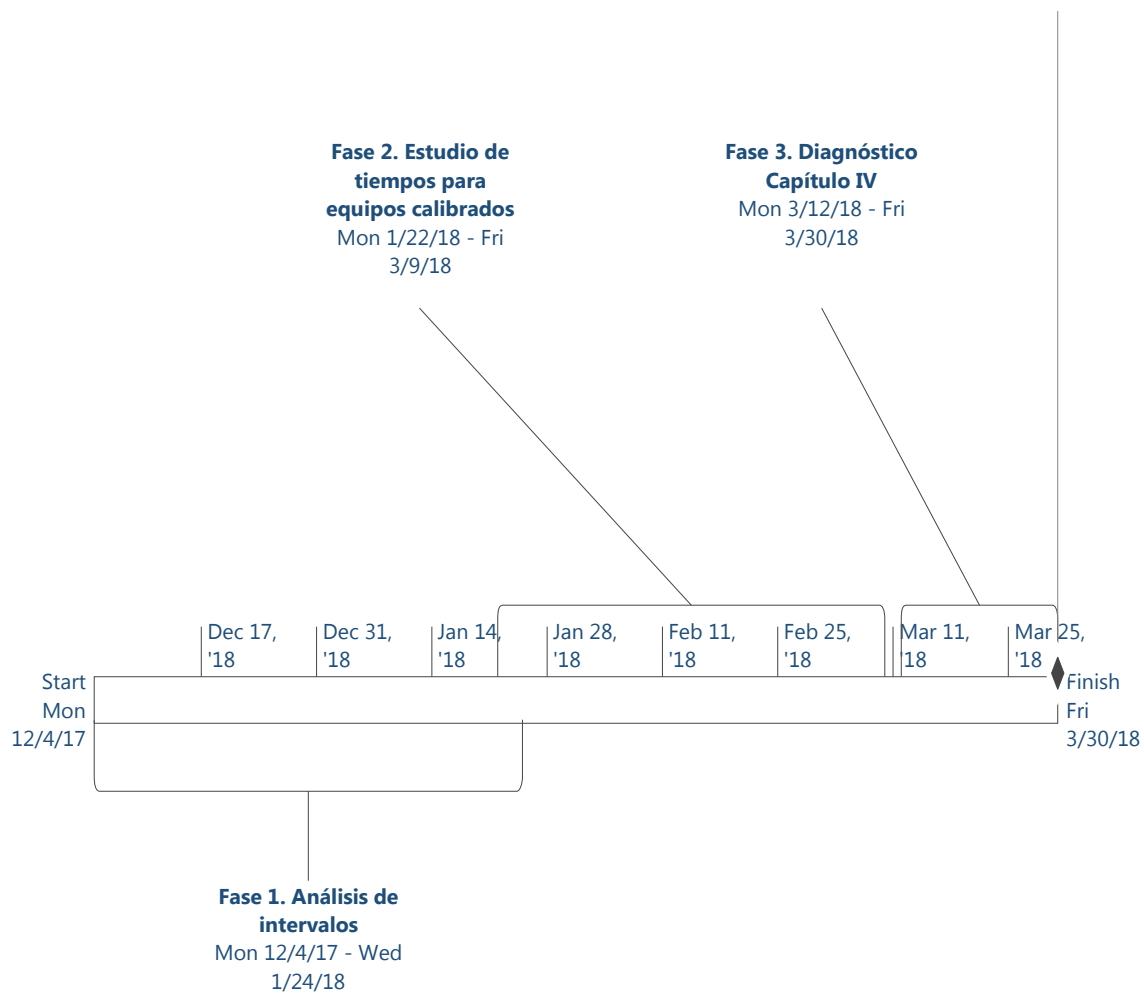 Fase 2. Estudio de
tiempos para
equipos calibrados
Mon 1/22/18 - Fri
3/9/18
Fase 3. Diagnóstico
Capítulo IV
Mon 3/12/18 - Fri
3/30/18
Dec 17,
'18
Dec 31,
'18
Jan 14,
'18
Jan 28,
'18
Feb 11,
'18
Feb 25,
'18
Mar 11,
'18
Mar 25,
'18
Start
Mon
12/4/17
Finish
Fri
3/30/18
Fase 1. Análisis de
intervalos
Mon 12/4/17 - Wed
1/24/18